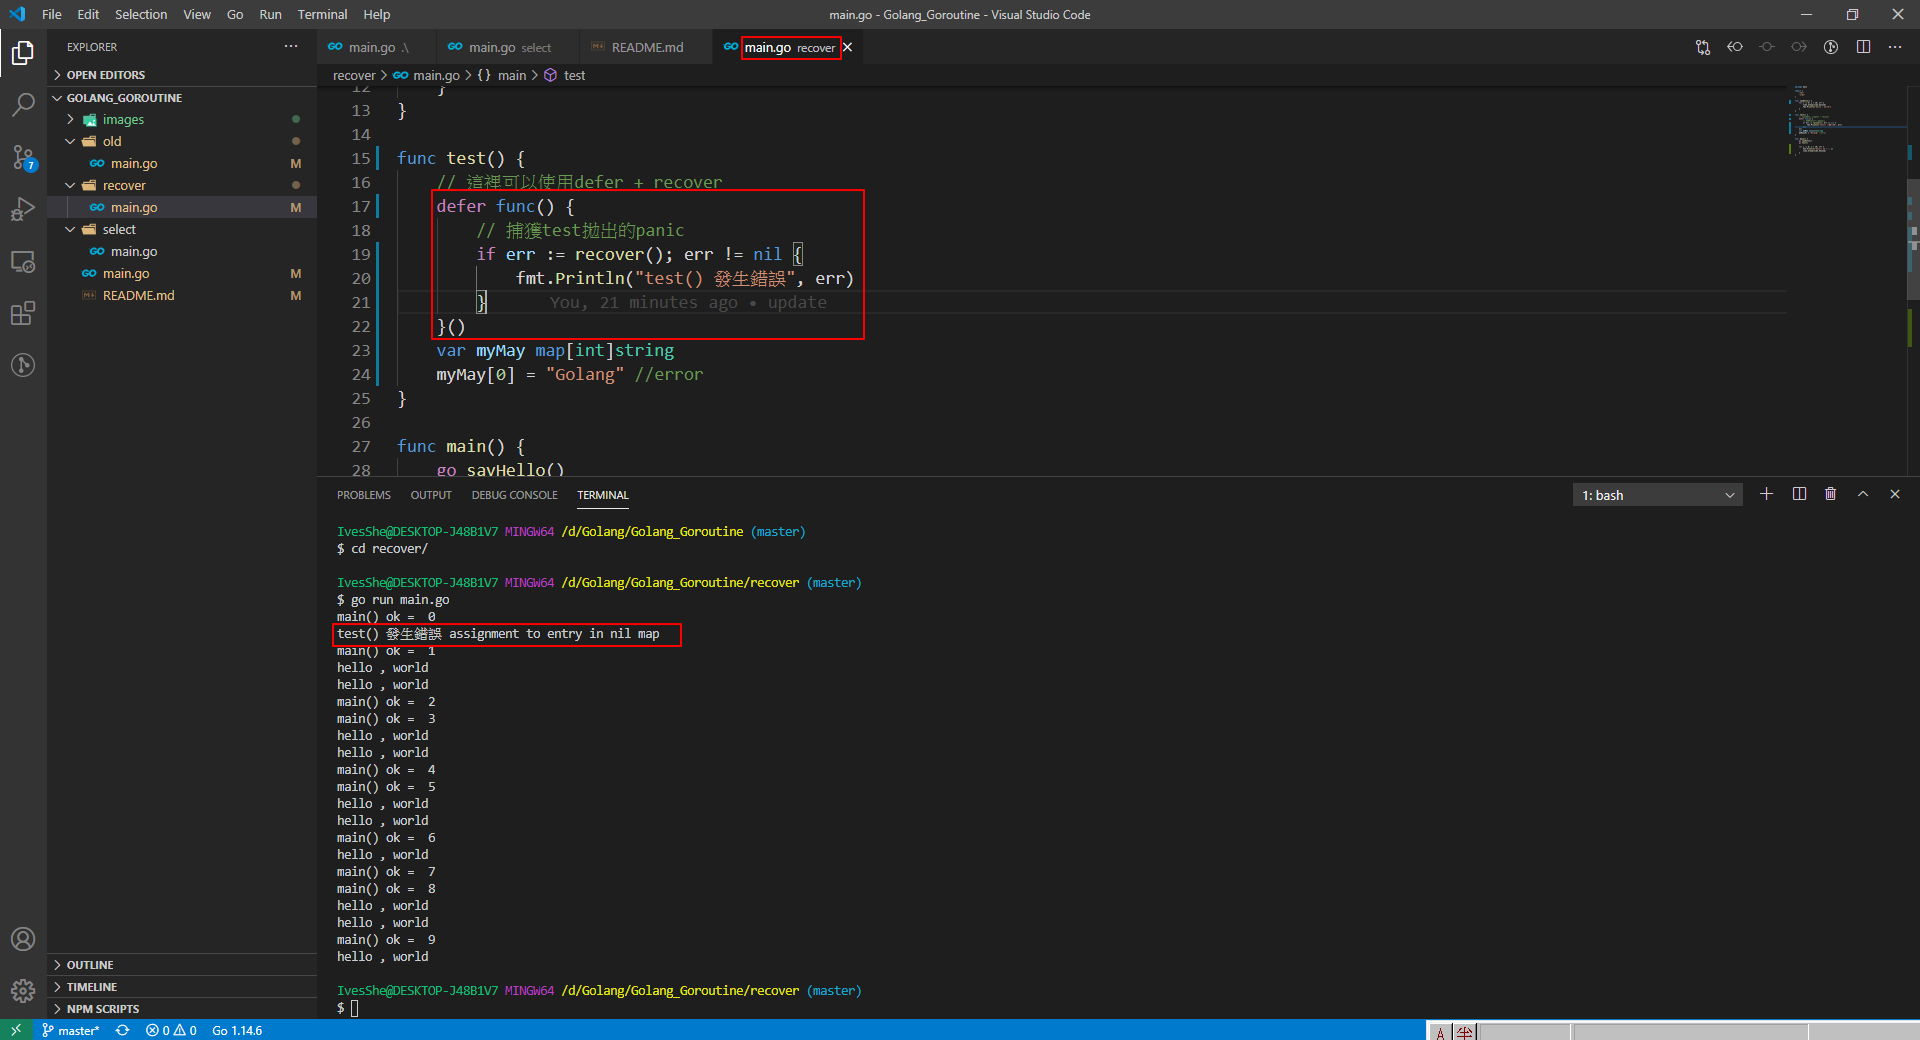 File Edit Selection View Go Run Terminal Help
main.go - Golang_Goroutine - Visual Studio Code
EXPLORER
OPEN EDITORS
GOLANG_GOROUTINE
images
old
main.go M
recover
main.go M
select
main.go
main.go M
README.md M
OUTLINE
TIMELINE
NPM SCRIPTS
7
main.go .\
main.go select
README.md
main.go recover
recover > main.go > {} main > test
12 }
13 }
14
15 func test() {
16 // 這裡可以使用defer + recover
17 defer func() {
18 // 捕獲test拋出的panic
19 if err := recover(); err != nil {
20 fmt.Println("test() 發生錯誤", err)
21 } You, 21 minutes ago • update
22 }()
23 var myMay map[int]string
24 myMay[0] = "Golang" //error
25 }
26
27 func main() {
28 go sayHello()
PROBLEMS OUTPUT DEBUG CONSOLE TERMINAL
1: bash
IvesShe@DESKTOP-J48B1V7 MINGW64 /d/Golang/Golang_Goroutine (master)
$ cd recover/
IvesShe@DESKTOP-J48B1V7 MINGW64 /d/Golang/Golang_Goroutine/recover (master)
$ go run main.go
main() ok =  0
test() 發生錯誤 assignment to entry in nil map
main() ok =  1
hello , world
hello , world
main() ok =  2
main() ok =  3
hello , world
hello , world
main() ok =  4
main() ok =  5
hello , world
hello , world
main() ok =  6
hello , world
main() ok =  7
main() ok =  8
hello , world
hello , world
main() ok =  9
hello , world
IvesShe@DESKTOP-J48B1V7 MINGW64 /d/Golang/Golang_Goroutine/recover (master)
$
master* 0 0 Go 1.14.6
A 半